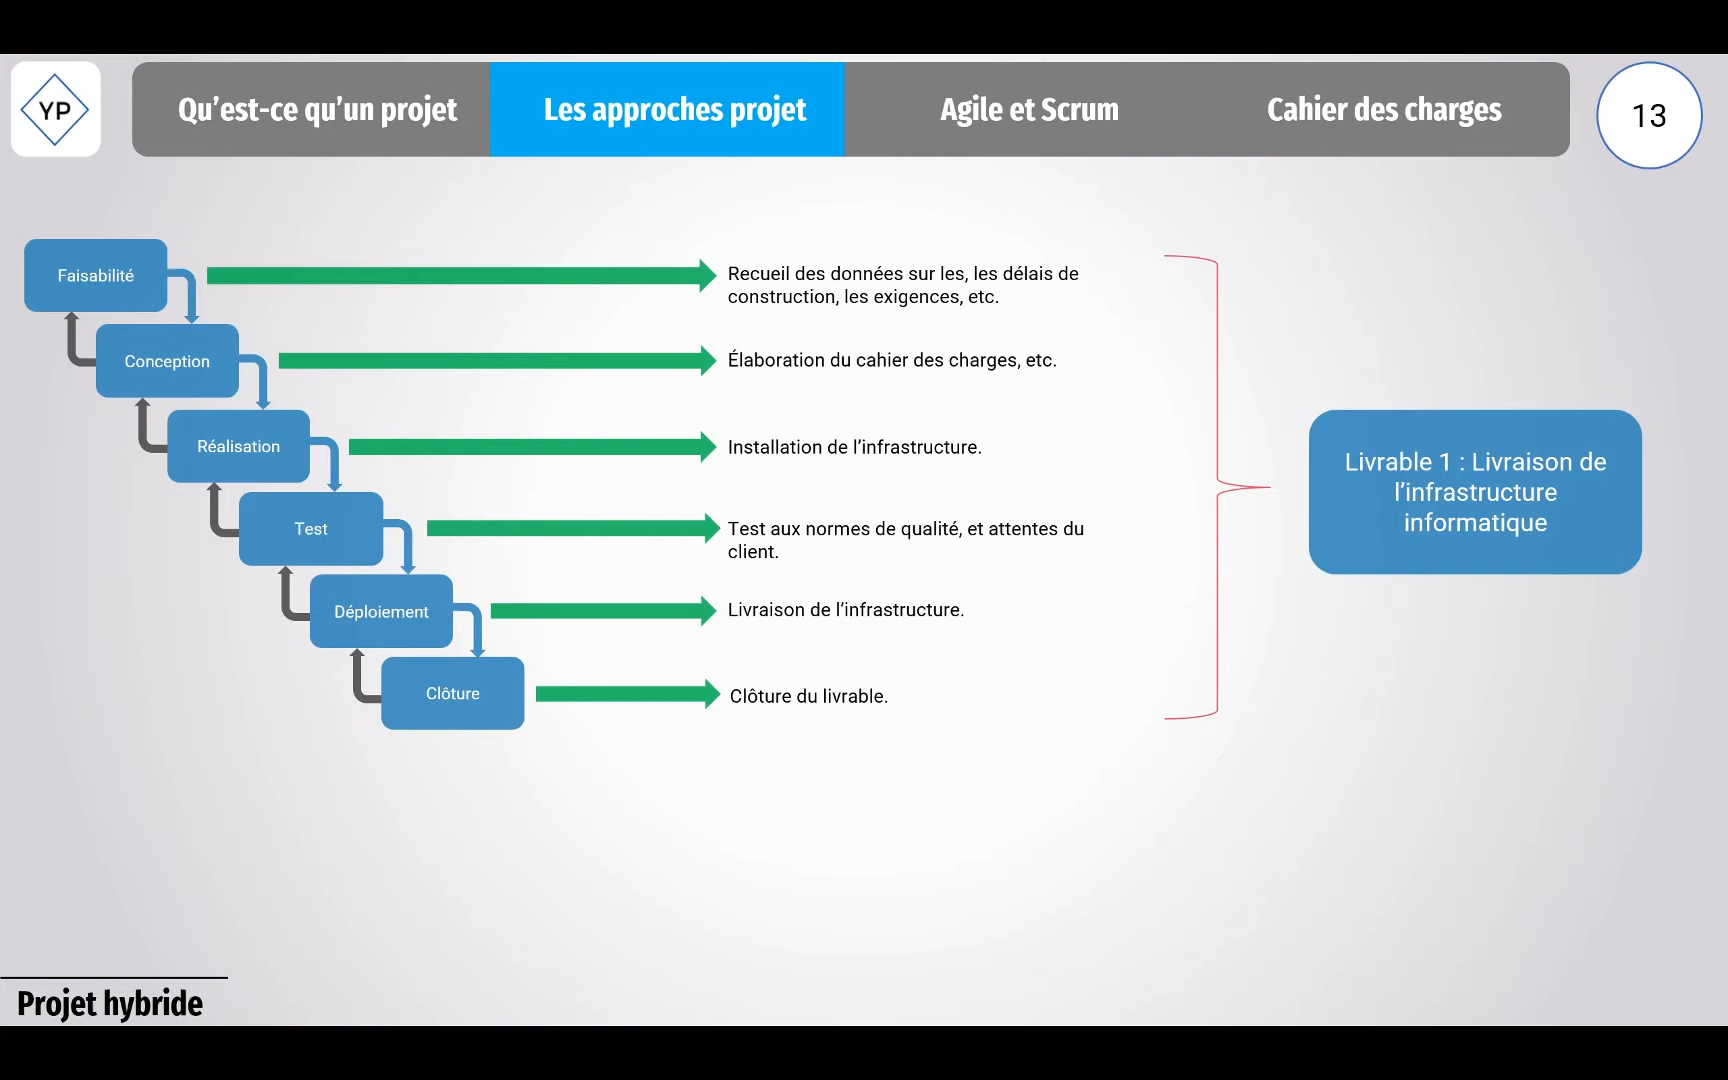 YP
Qu’est-ce qu’un projet
Les approches projet
Agile et Scrum
Cahier des charges
13
Faisabilité
Recueil des données sur les, les délais de
construction, les exigences, etc.
Conception
Élaboration du cahier des charges, etc.
Réalisation
Installation de l’infrastructure.
Livrable 1 : Livraison de
l’infrastructure
informatique
Test
Test aux normes de qualité, et attentes du
client.
Déploiement
Livraison de l’infrastructure.
Clôture
Clôture du livrable.
Projet hybride